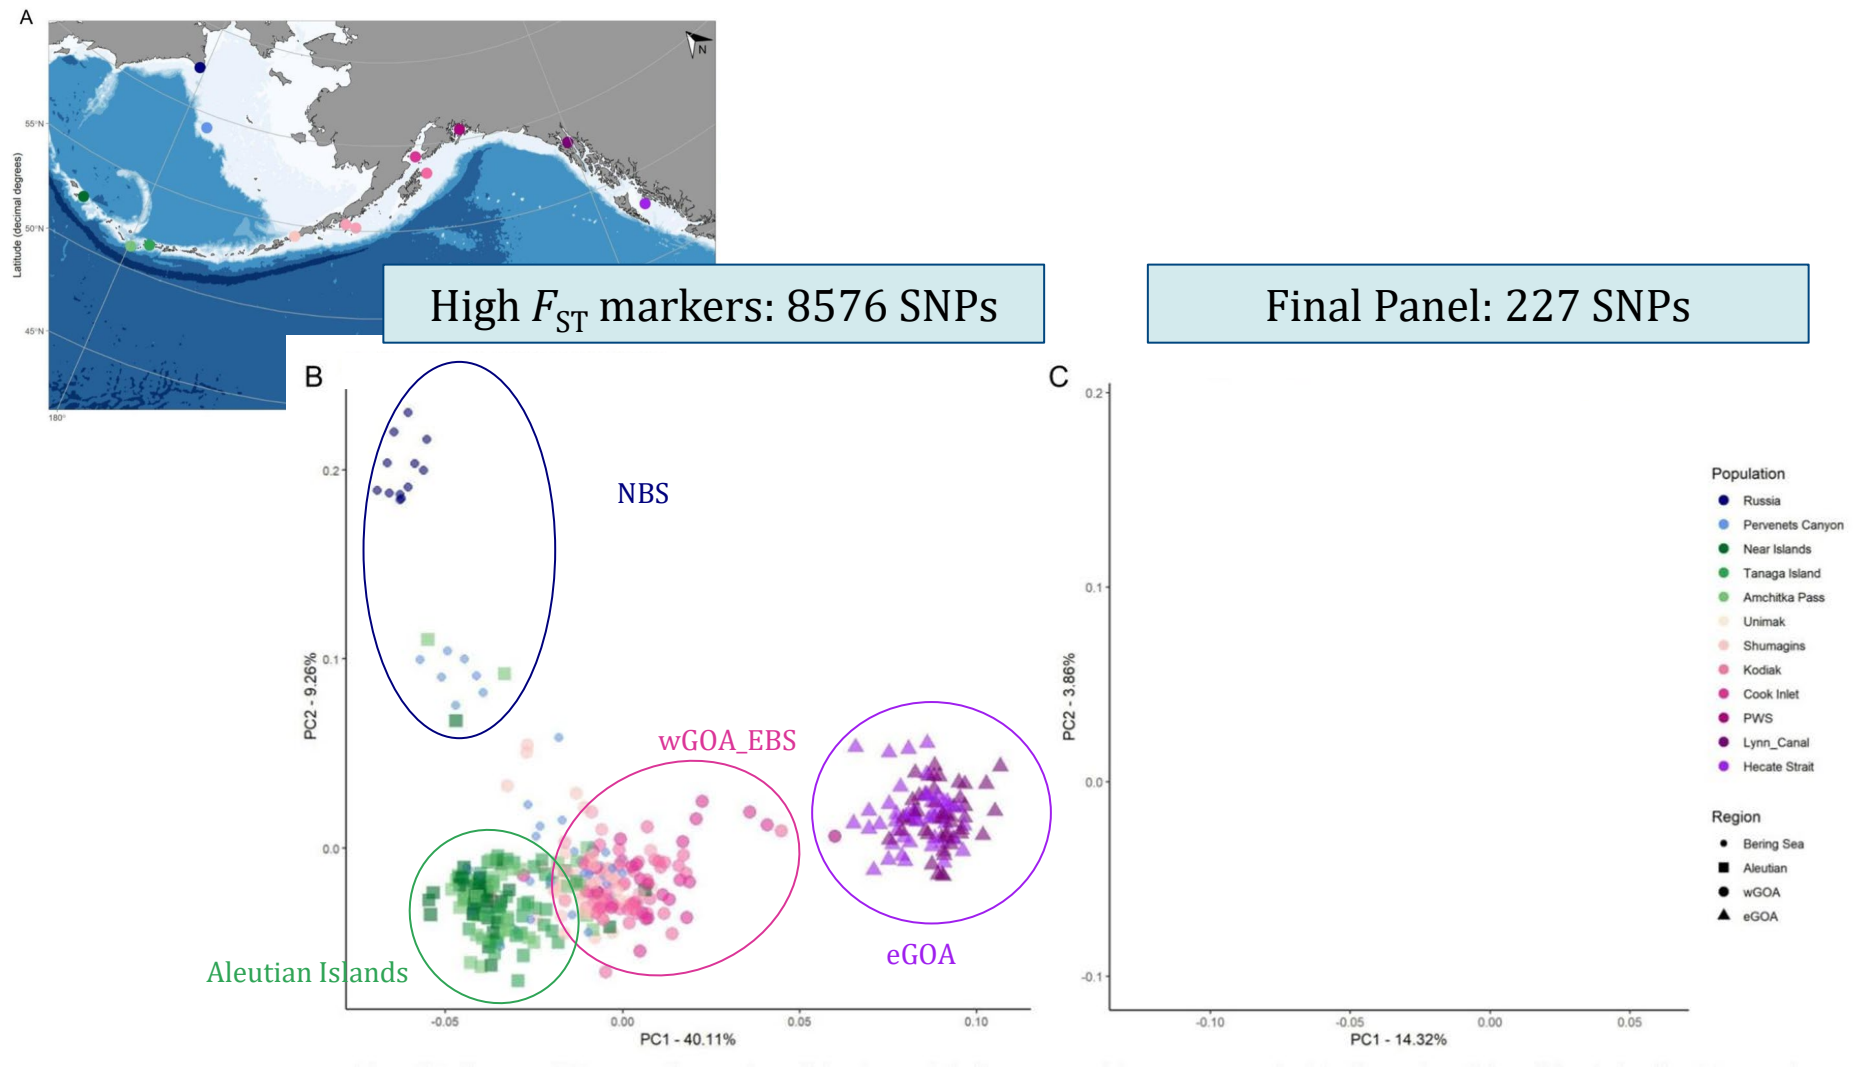 A
N
55°N
50°N
45°N
Latitude (decimal degrees)
180°
High FST markers: 8576 SNPs
Final Panel: 227 SNPs
B
NBS
wGOA_EBS
eGOA
Aleutian Islands
0.2
0.1
0.0
PC2 - 9.26%
-0.05
0.00
0.05
0.10
PC1 - 40.11%
C
0.2
0.1
0.0
-0.1
PC2 - 3.86%
-0.10
-0.05
0.00
0.05
PC1 - 14.32%
Population
Russia
Pervenets Canyon
Near Islands
Tanaga Island
Amchitka Pass
Unimak
Shumagins
Kodiak
Cook Inlet
PWS
Lynn_Canal
Hecate Strait
Region
Bering Sea
Aleutian
wGOA
eGOA